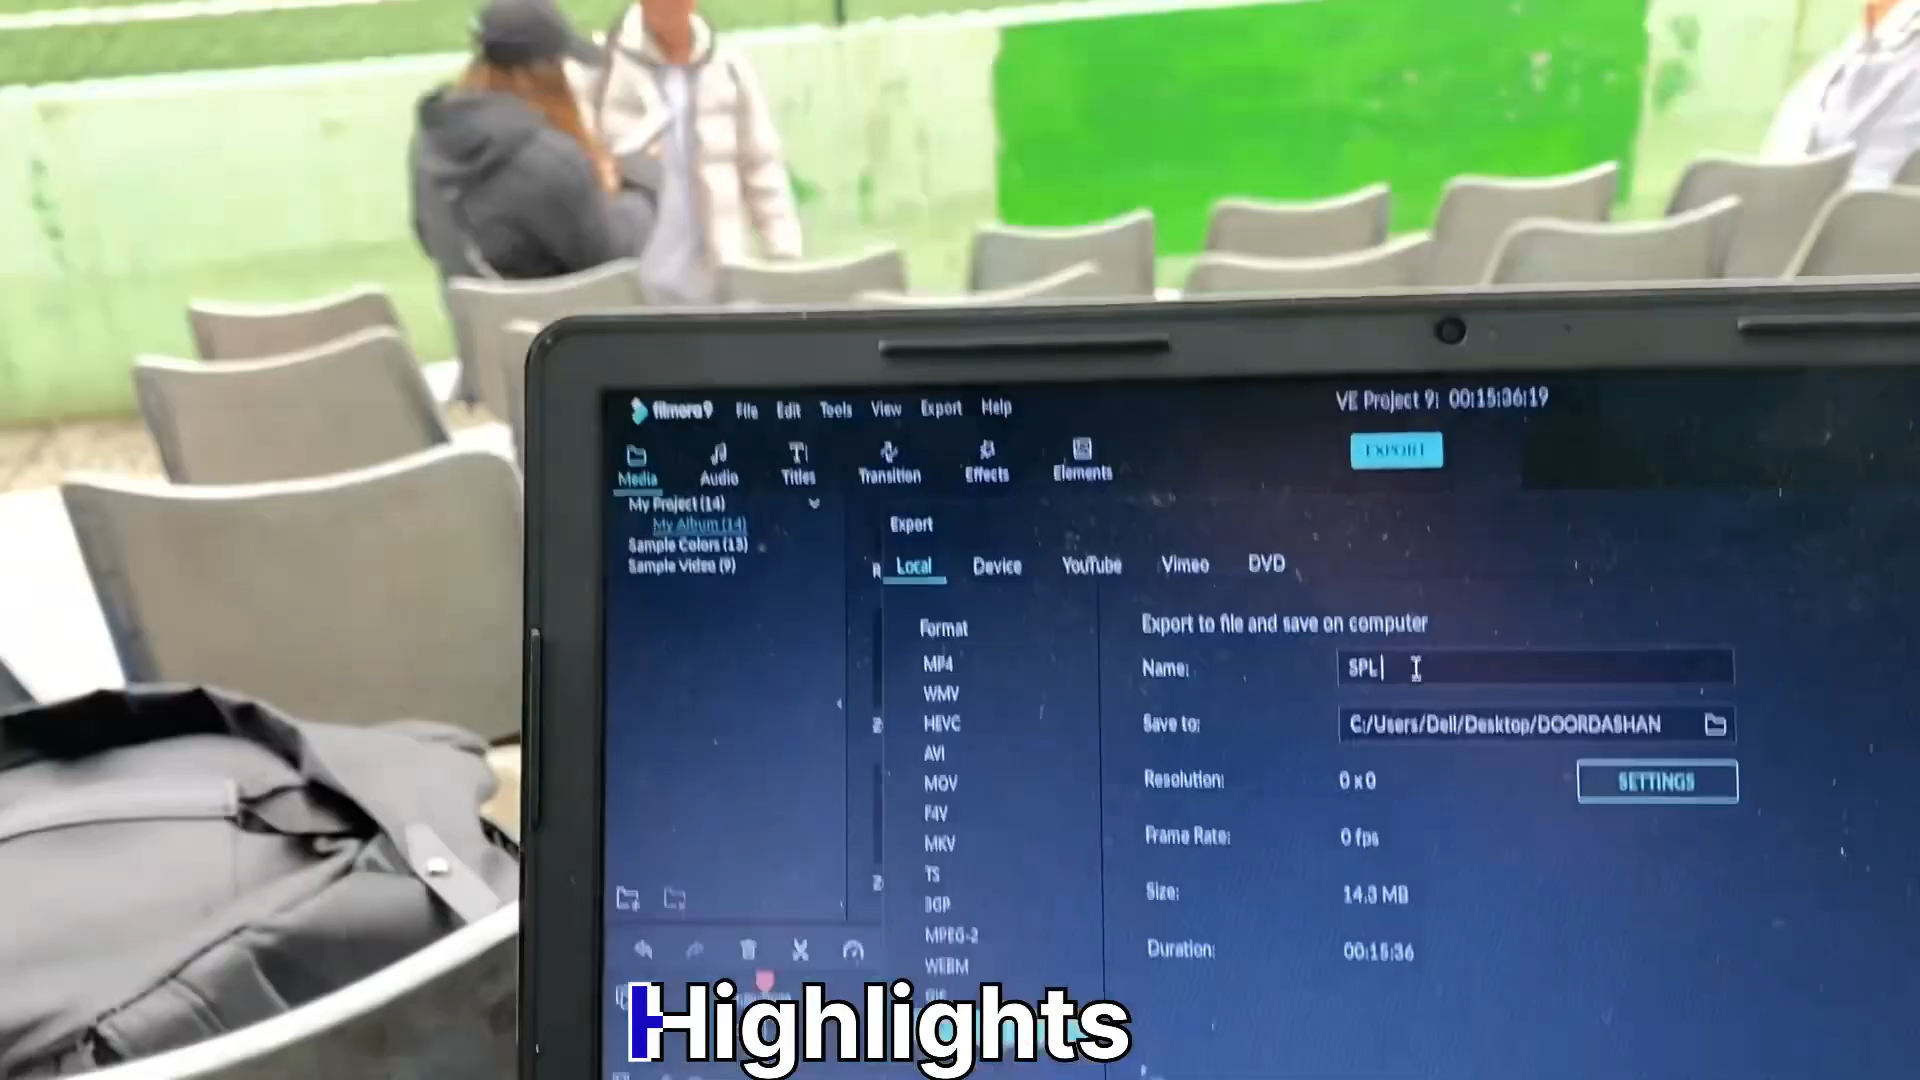 filmora9 File Edit Tools View Export Help
VE Project 9: 00:15:36:19
EXPORT
Media Audio Titles Transition Effects Elements
My Project (14)
My Album (14)
Sample Colors (13)
Sample Video (9)
Export
Local Device YouTube Vimeo DVD
Format
MP4
WMV
HEVC
AVI
MOV
F4V
MKV
TS
3GP
MPEG-2
WEBM
GIF
Export to file and save on computer
Name: SPL
Save to: C:/Users/Dell/Desktop/DOORDASHAN
Resolution: 0 x 0 SETTINGS
Frame Rate: 0 fps
Size: 14.3 MB
Duration: 00:15:36
Highlights